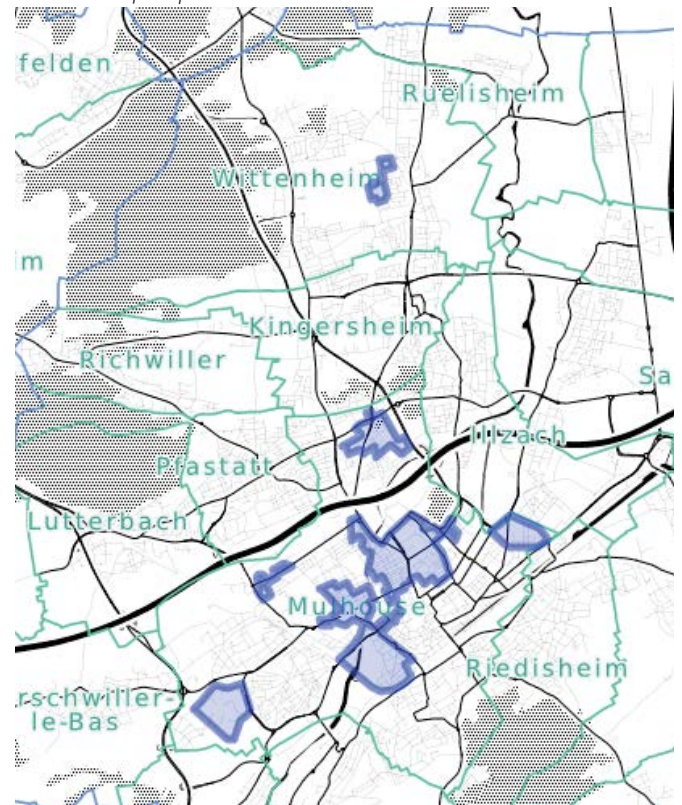 felden
Ruelisheim
Wittenheim
m
Kingersheim
Richwiller
Sa
Illzach
Pfastatt
Lutterbach
Mulhouse
Riedisheim
rschwiller-
le-Bas